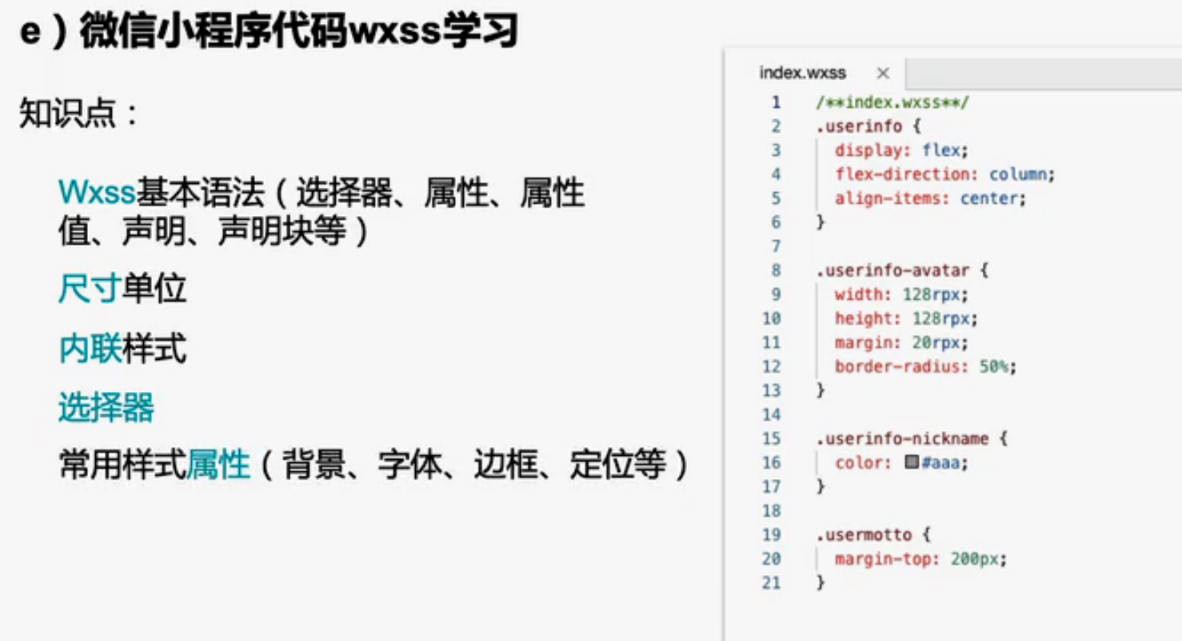 e）微信小程序代码wxss学习
知识点：
Wxss基本语法（选择器、属性、属性
值、声明、声明块等）
尺寸单位
内联样式
选择器
常用样式属性（背景、字体、边框、定位等）
index.wxss ×
1 /**index.wxss**/
2 .userinfo {
3 display: flex;
4 flex-direction: column;
5 align-items: center;
6 }
7
8 .userinfo-avatar {
9 width: 128rpx;
10 height: 128rpx;
11 margin: 20rpx;
12 border-radius: 50%;
13 }
14
15 .userinfo-nickname {
16 color: #aaa;
17 }
18
19 .usermotto {
20 margin-top: 200px;
21 }